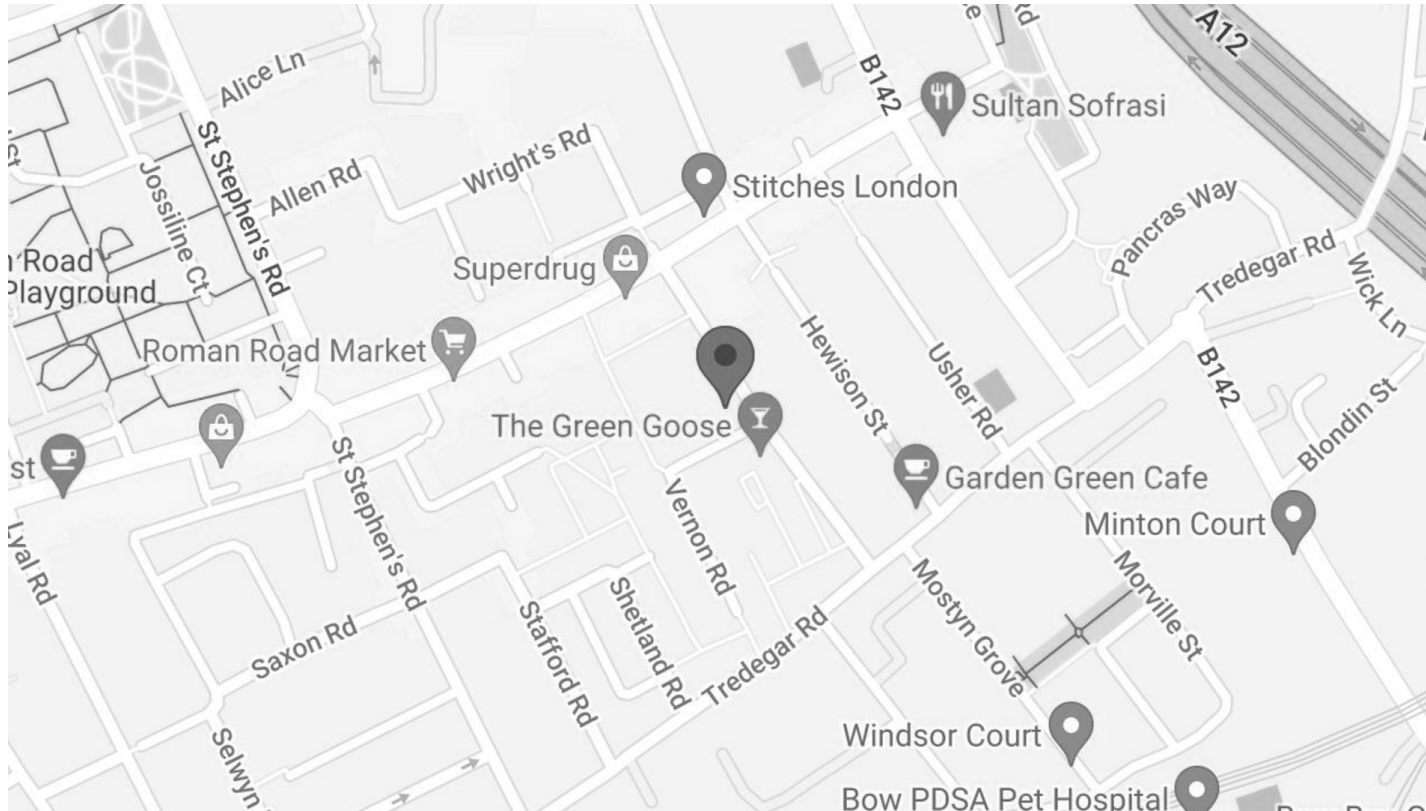 A12
Alice Ln
B142
Sultan Sofrasi
St Stephen's Rd
Wright's Rd
Allen Rd
Stitches London
Jossiline Ct
Pancras Way
Tredegar Rd
Road
Playground
Superdrug
Wick Ln
Roman Road Market
Hewison St
Usher Rd
B142
Blondin St
The Green Goose
St Stephen's Rd
Garden Green Cafe
Minton Court
Vernon Rd
Lyal Rd
Mostyn Grove
Morville St
Shetland Rd
Stafford Rd
Saxon Rd
Tredegar Rd
Windsor Court
Selwyn
Bow PDSA Pet Hospital